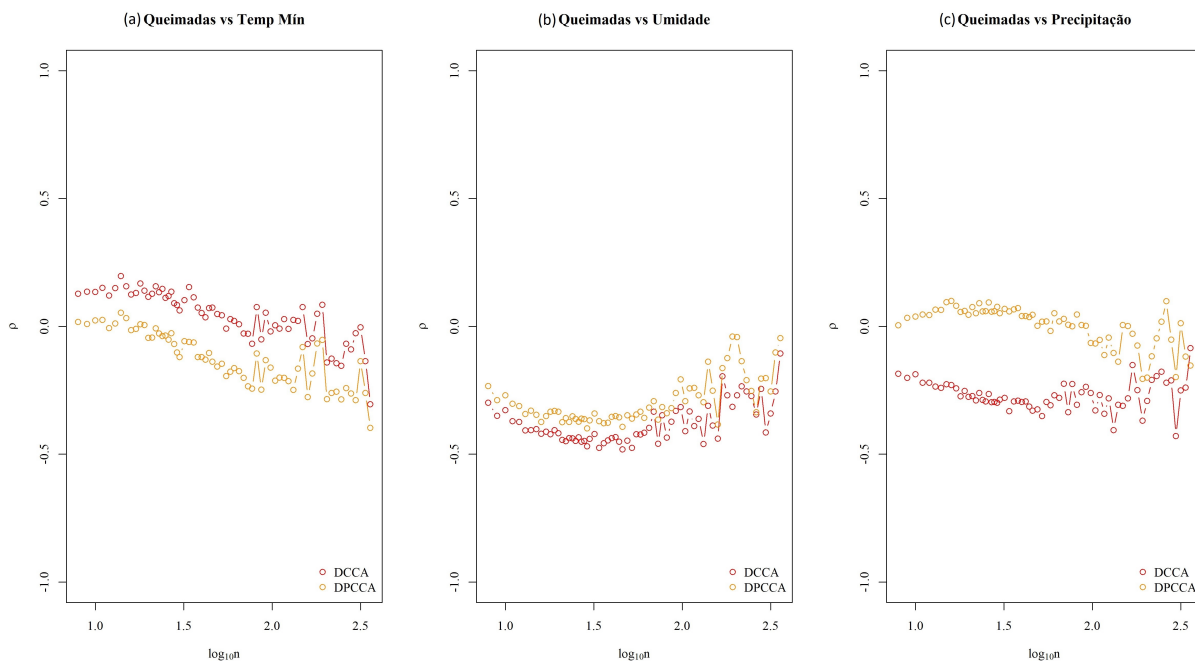 (a) Queimadas vs Temp Mín
1.0
0.5
0.0
-0.5
-1.0
ρ
DCCA
DPCCA
1.0 1.5 2.0 2.5
log₁₀n
(b) Queimadas vs Umidade
1.0
0.5
0.0
-0.5
-1.0
ρ
DCCA
DPCCA
1.0 1.5 2.0 2.5
log₁₀n
(c) Queimadas vs Precipitação
1.0
0.5
0.0
-0.5
-1.0
ρ
DCCA
DPCCA
1.0 1.5 2.0 2.5
log₁₀n